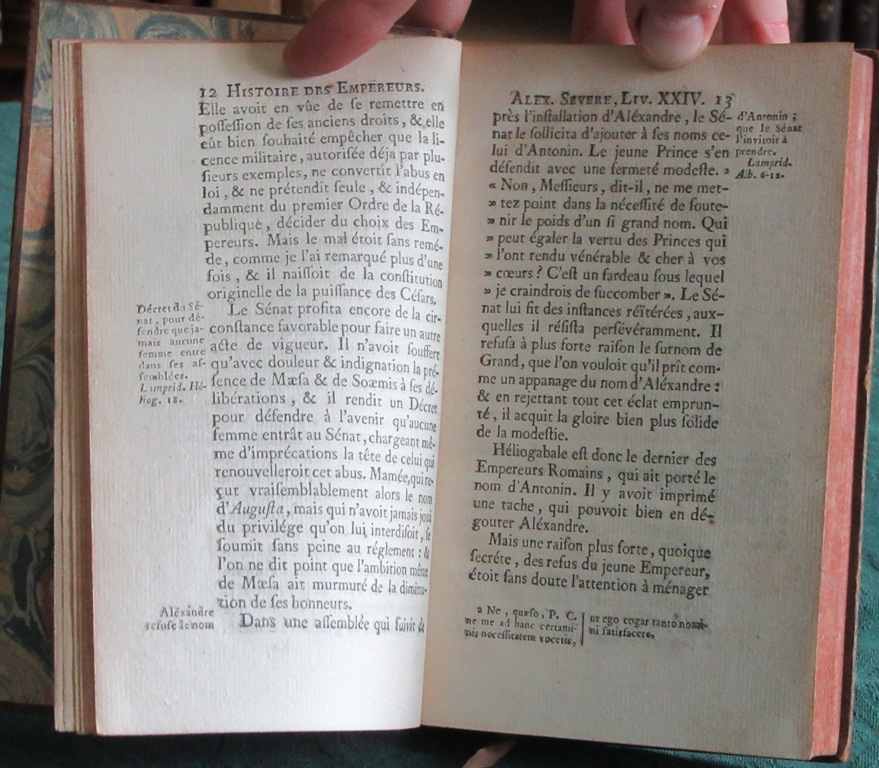 12 HISTOIRE DES EMPEREURS.
Elle avoit en vûe de se remettre en
possession de ses anciens droits, & elle
eût bien souhaité empêcher que la li-
cence militaire, autorisée déja par plu-
sieurs exemples, ne convertît l'abus en
loi, & ne prétendît seule, & indépen-
damment du premier Ordre de la Ré-
publique, décider du choix des Em-
pereurs. Mais le mal étoit sans remé-
de, comme je l'ai remarqué plus d'une
fois, & il naissoit de la constitution
originelle de la puissance des Césars.
Décret du Sé-
nat, pour dé-
fendre que ja-
mais aucune
femme entre
dans ses as-
semblées.
Lamprid. Hé-
liog. 18.
Le Sénat profita encore de la cir-
constance favorable pour faire un autre
acte de vigueur. Il n'avoit souffert
qu'avec douleur & indignation la pré-
sence de Mæsa & de Soæmis à ses dé-
libérations, & il rendit un Décret
pour défendre à l'avenir qu'aucune
femme entrât au Sénat, chargeant mê-
me d'imprécations la tête de celui qui
renouvelleroit cet abus. Mamée, qui re-
çut vraisemblablement alors le nom
d'Augusta, mais qui n'avoit jamais joui
du privilége qu'on lui interdisoit, se
soumit sans peine au réglement : &
l'on ne dit point que l'ambition même
de Mæsa ait murmuré de la diminu-
tion de ses honneurs.
Aléxandre
refuse le nom
Dans une assemblée qui suivit de
ALEX. SEVERE, LIV. XXIV. 13
près l'installation d'Aléxandre, le Sé-
nat le sollicita d'ajouter à ses noms ce-
lui d'Antonin. Le jeune Prince s'en
défendit avec une fermeté modeste. a
« Non, Messieurs, dit-il, ne me met-
» tez point dans la nécessité de soute-
» nir le poids d'un si grand nom. Qui
» peut égaler la vertu des Princes qui
» l'ont rendu vénérable & cher à vos
» cœurs ? C'est un fardeau sous lequel
» je craindrois de succomber ». Le Sé-
nat lui fit des instances réitérées, aux-
quelles il résista persévéramment. Il
refusa à plus forte raison le surnom de
Grand, que l'on vouloit qu'il prît com-
me un appanage du nom d'Aléxandre :
& en rejettant tout cet éclat emprun-
té, il acquit la gloire bien plus solide
de la modestie.
d'Antonin ;
que le Sénat
l'invitoit à
prendre.
Lamprid.
Alb. 6-12.
Héliogabale est donc le dernier des
Empereurs Romains, qui ait porté le
nom d'Antonin. Il y avoit imprimé
une tache, qui pouvoit bien en dé-
gouter Aléxandre.
Mais une raison plus forte, quoique
secréte, des refus du jeune Empereur,
étoit sans doute l'attention à ménager
a Ne, quæso, P. C.
ne me ad hanc certami-
nis necessitatem vocetis,
ut ego cogar tanto nomi-
ni satisfacere.